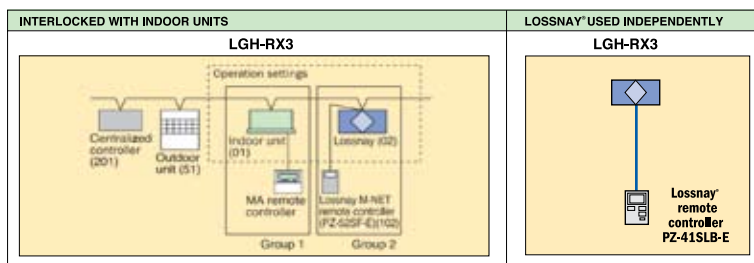 INTERLOCKED WITH INDOOR UNITS
LGH-RX3
Operation settings
Centralized
controller
(201)
Outdoor
unit (51)
Indoor unit
(01)
Lossnay (02)
MA remote
controller
Lossnay M-NET
remote controller
(PZ-52SF-E)(102)
Group 1
Group 2
LOSSNAY® USED INDEPENDENTLY
LGH-RX3
Lossnay®
remote
controller
PZ-41SLB-E